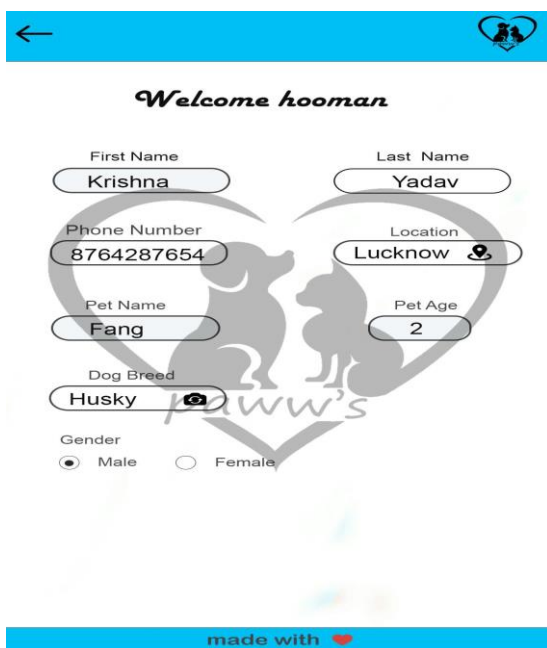 Welcome hooman
First Name Last Name
Krishna Yadav
Phone Number Location
8764287654 Lucknow
Pet Name Pet Age
Fang 2
Dog Breed
Husky
paww's
Gender
Male Female
made with